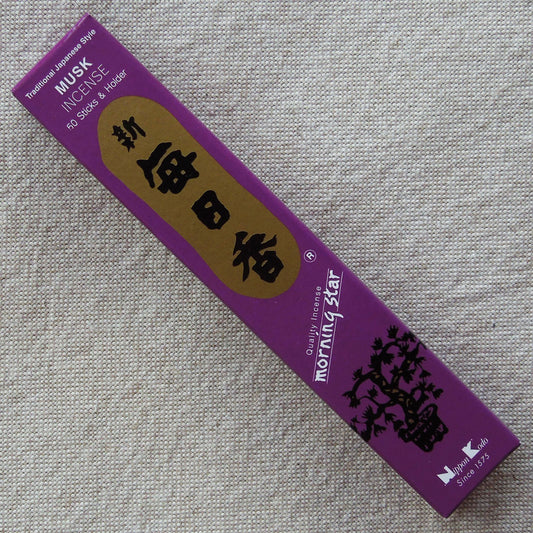 Traditional Japanese Style
MUSK
INCENSE
50 Sticks & Holder
新
毎日香
®
Quality Incense
morning star
Nippon Kodo
Since 1575